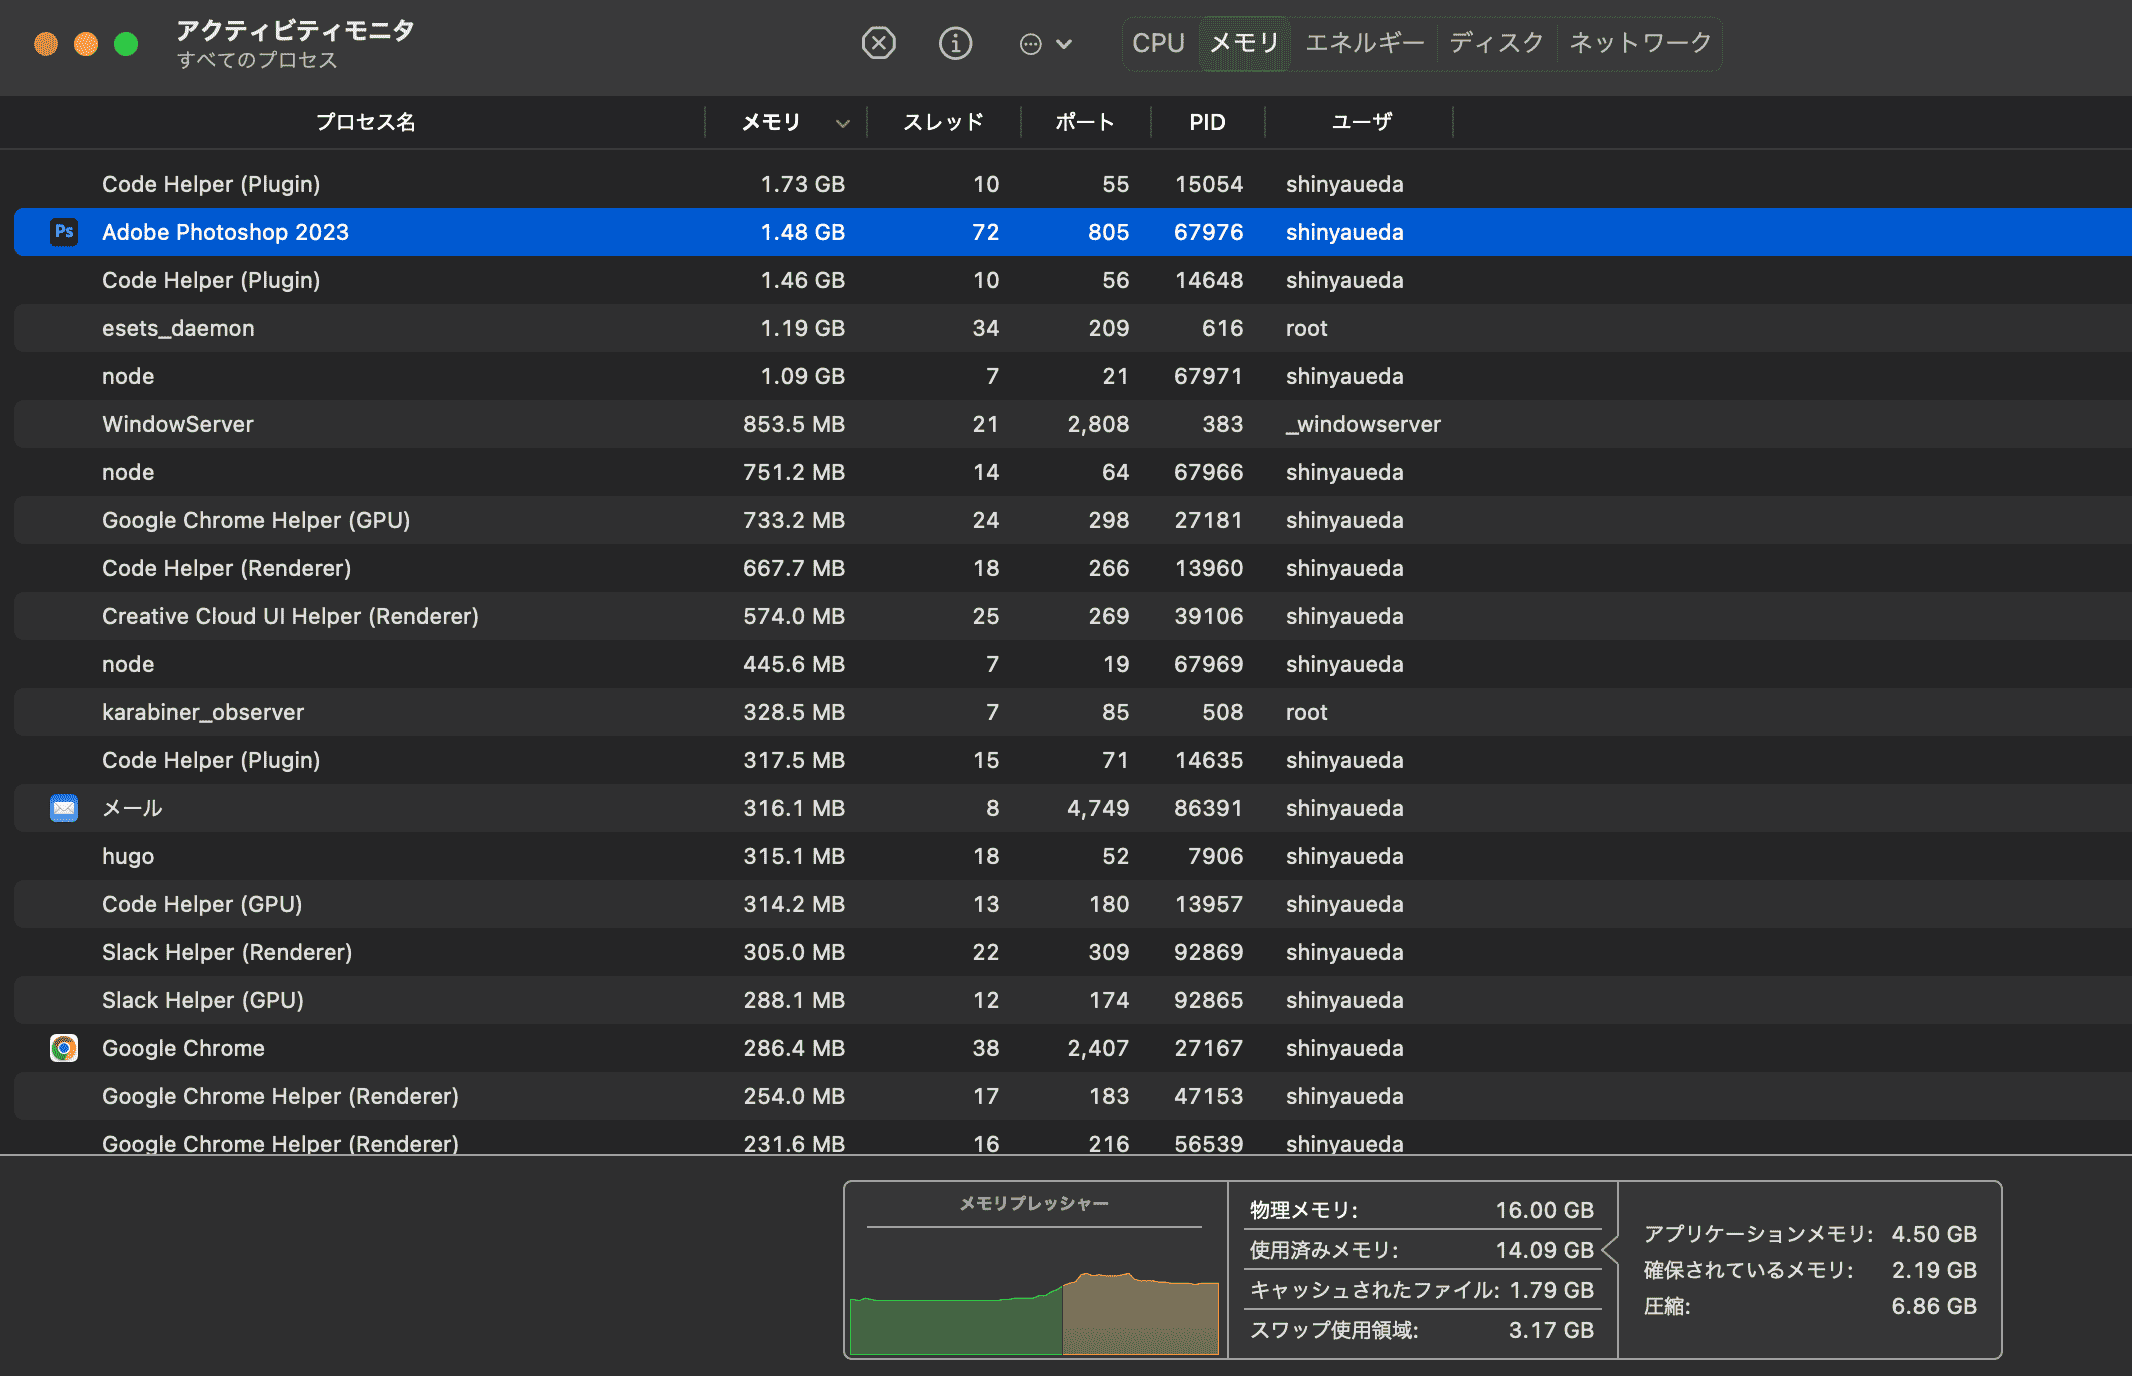 アクティビティモニタ
すべてのプロセス
CPU メモリ エネルギー ディスク ネットワーク
プロセス名 メモリ スレッド ポート PID ユーザ
Code Helper (Plugin) 1.73 GB 10 55 15054 shinyaueda
Ps Adobe Photoshop 2023 1.48 GB 72 805 67976 shinyaueda
Code Helper (Plugin) 1.46 GB 10 56 14648 shinyaueda
esets_daemon 1.19 GB 34 209 616 root
node 1.09 GB 7 21 67971 shinyaueda
WindowServer 853.5 MB 21 2,808 383 _windowserver
node 751.2 MB 14 64 67966 shinyaueda
Google Chrome Helper (GPU) 733.2 MB 24 298 27181 shinyaueda
Code Helper (Renderer) 667.7 MB 18 266 13960 shinyaueda
Creative Cloud UI Helper (Renderer) 574.0 MB 25 269 39106 shinyaueda
node 445.6 MB 7 19 67969 shinyaueda
karabiner_observer 328.5 MB 7 85 508 root
Code Helper (Plugin) 317.5 MB 15 71 14635 shinyaueda
メール 316.1 MB 8 4,749 86391 shinyaueda
hugo 315.1 MB 18 52 7906 shinyaueda
Code Helper (GPU) 314.2 MB 13 180 13957 shinyaueda
Slack Helper (Renderer) 305.0 MB 22 309 92869 shinyaueda
Slack Helper (GPU) 288.1 MB 12 174 92865 shinyaueda
Google Chrome 286.4 MB 38 2,407 27167 shinyaueda
Google Chrome Helper (Renderer) 254.0 MB 17 183 47153 shinyaueda
Google Chrome Helper (Renderer) 231.6 MB 16 216 56539 shinyaueda
メモリプレッシャー
物理メモリ: 16.00 GB
使用済みメモリ: 14.09 GB
キャッシュされたファイル: 1.79 GB
スワップ使用領域: 3.17 GB
アプリケーションメモリ: 4.50 GB
確保されているメモリ: 2.19 GB
圧縮: 6.86 GB